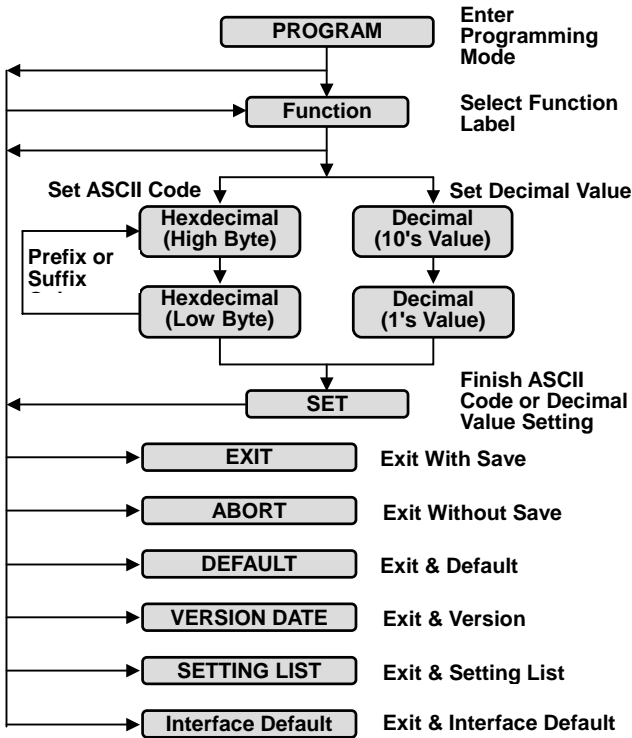 PROGRAM
Enter
Programming
Mode
Function
Select Function
Label
Set ASCII Code
Set Decimal Value
Hexdecimal
(High Byte)
Decimal
(10's Value)
Prefix or
Suffix
Hexdecimal
(Low Byte)
Decimal
(1's Value)
SET
Finish ASCII
Code or Decimal
Value Setting
EXIT
Exit With Save
ABORT
Exit Without Save
DEFAULT
Exit & Default
VERSION DATE
Exit & Version
SETTING LIST
Exit & Setting List
Interface Default
Exit & Interface Default